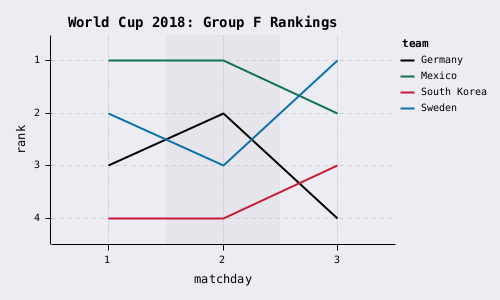 World Cup 2018: Group F Rankings
team
Germany
Mexico
South Korea
Sweden
rank
1
2
3
4
1 2 3
matchday